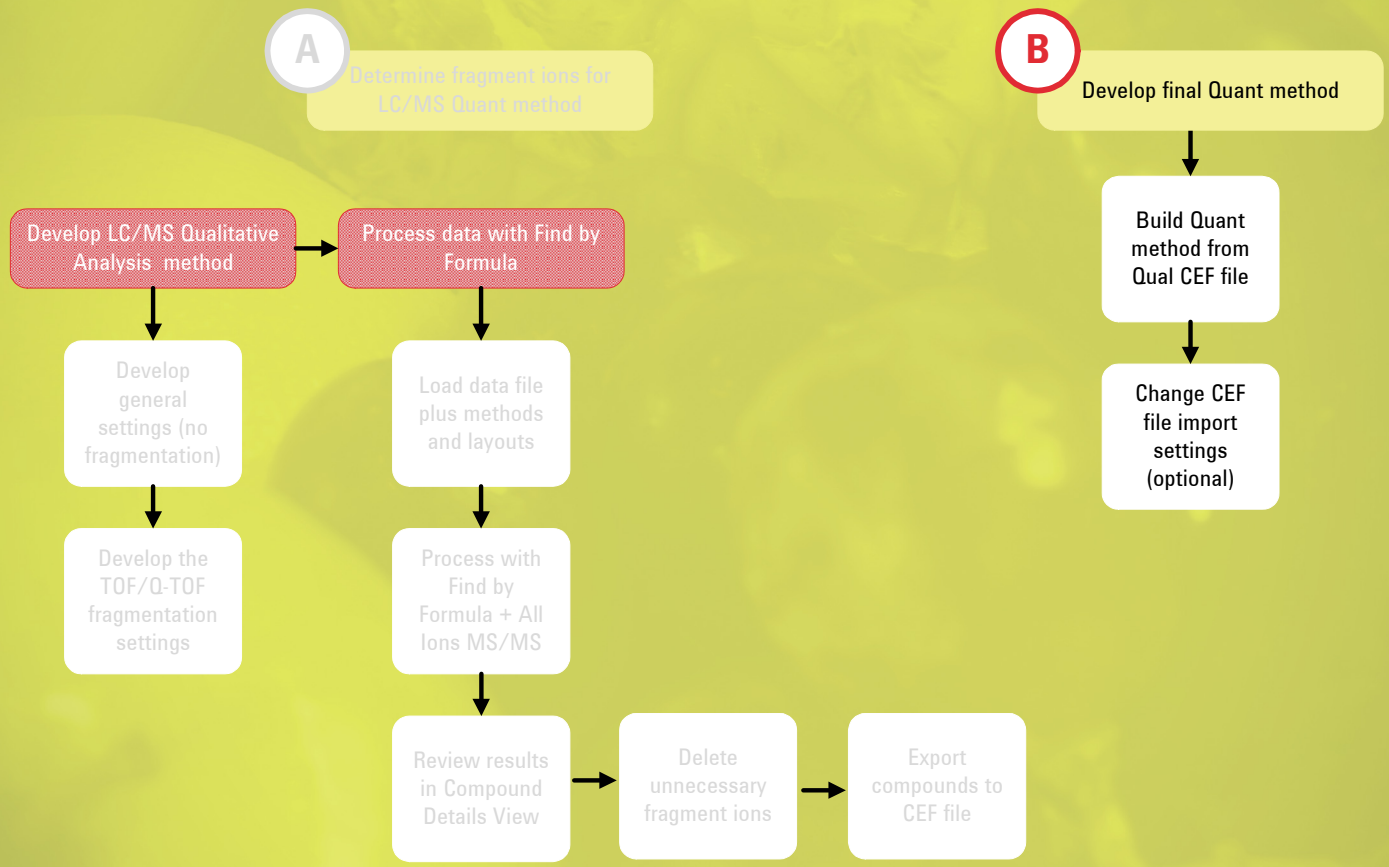 A
Determine fragment ions for
LC/MS Quant method
B
Develop final Quant method
Develop LC/MS Qualitative
Analysis method
Process data with Find by
Formula
Build Quant
method from
Qual CEF file
Develop
general
settings (no
fragmentation)
Load data file
plus methods
and layouts
Change CEF
file import
settings
(optional)
Develop the
TOF/Q-TOF
fragmentation
settings
Process with
Find by
Formula + All
Ions MS/MS
Review results
in Compound
Details View
Delete
unnecessary
fragment ions
Export
compounds to
CEF file